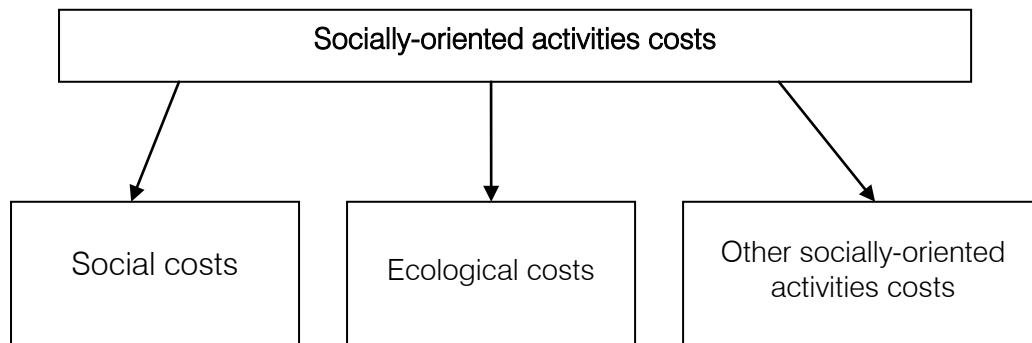 Socially-oriented activities costs
Social costs
Ecological costs
Other socially-oriented
activities costs